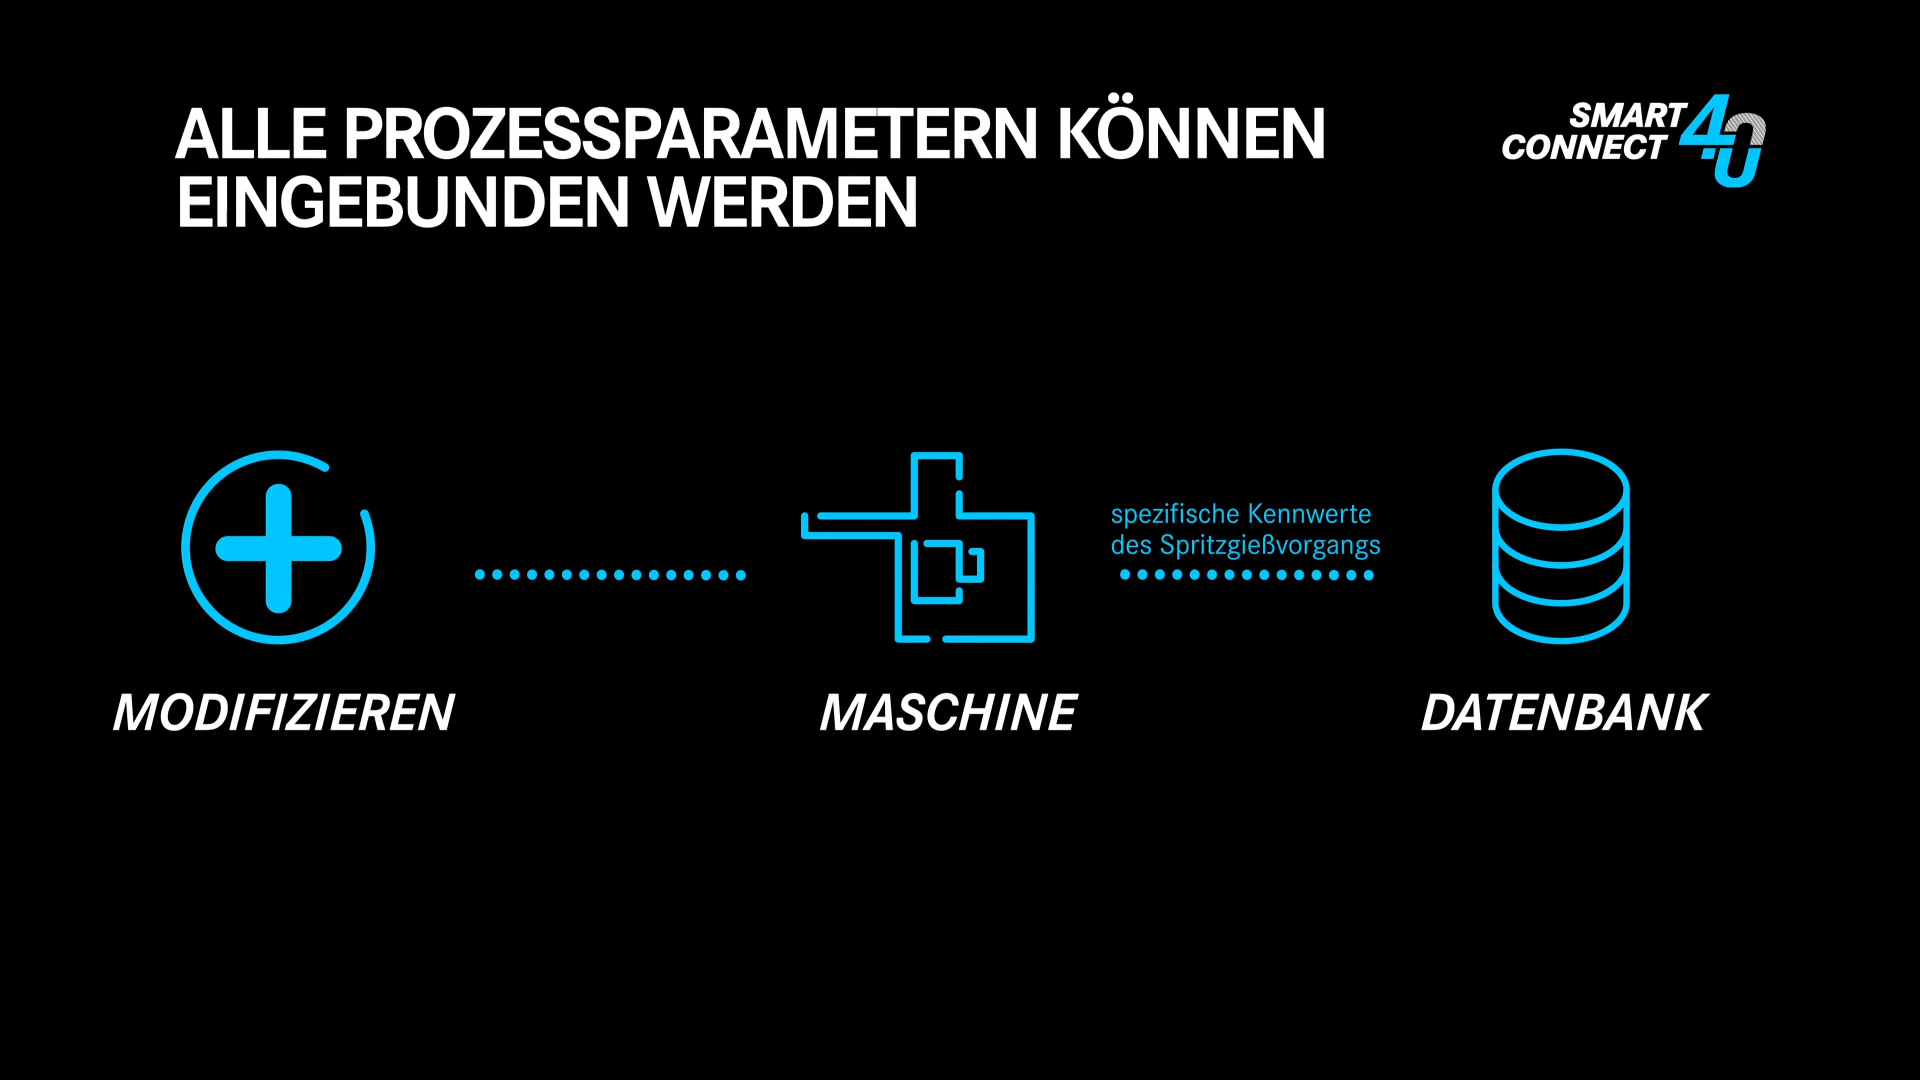 ALLE PROZESSPARAMETERN KÖNNEN
EINGEBUNDEN WERDEN
SMART
CONNECT
4.0
spezifische Kennwerte
des Spritzgießvorgangs
MODIFIZIEREN
MASCHINE
DATENBANK